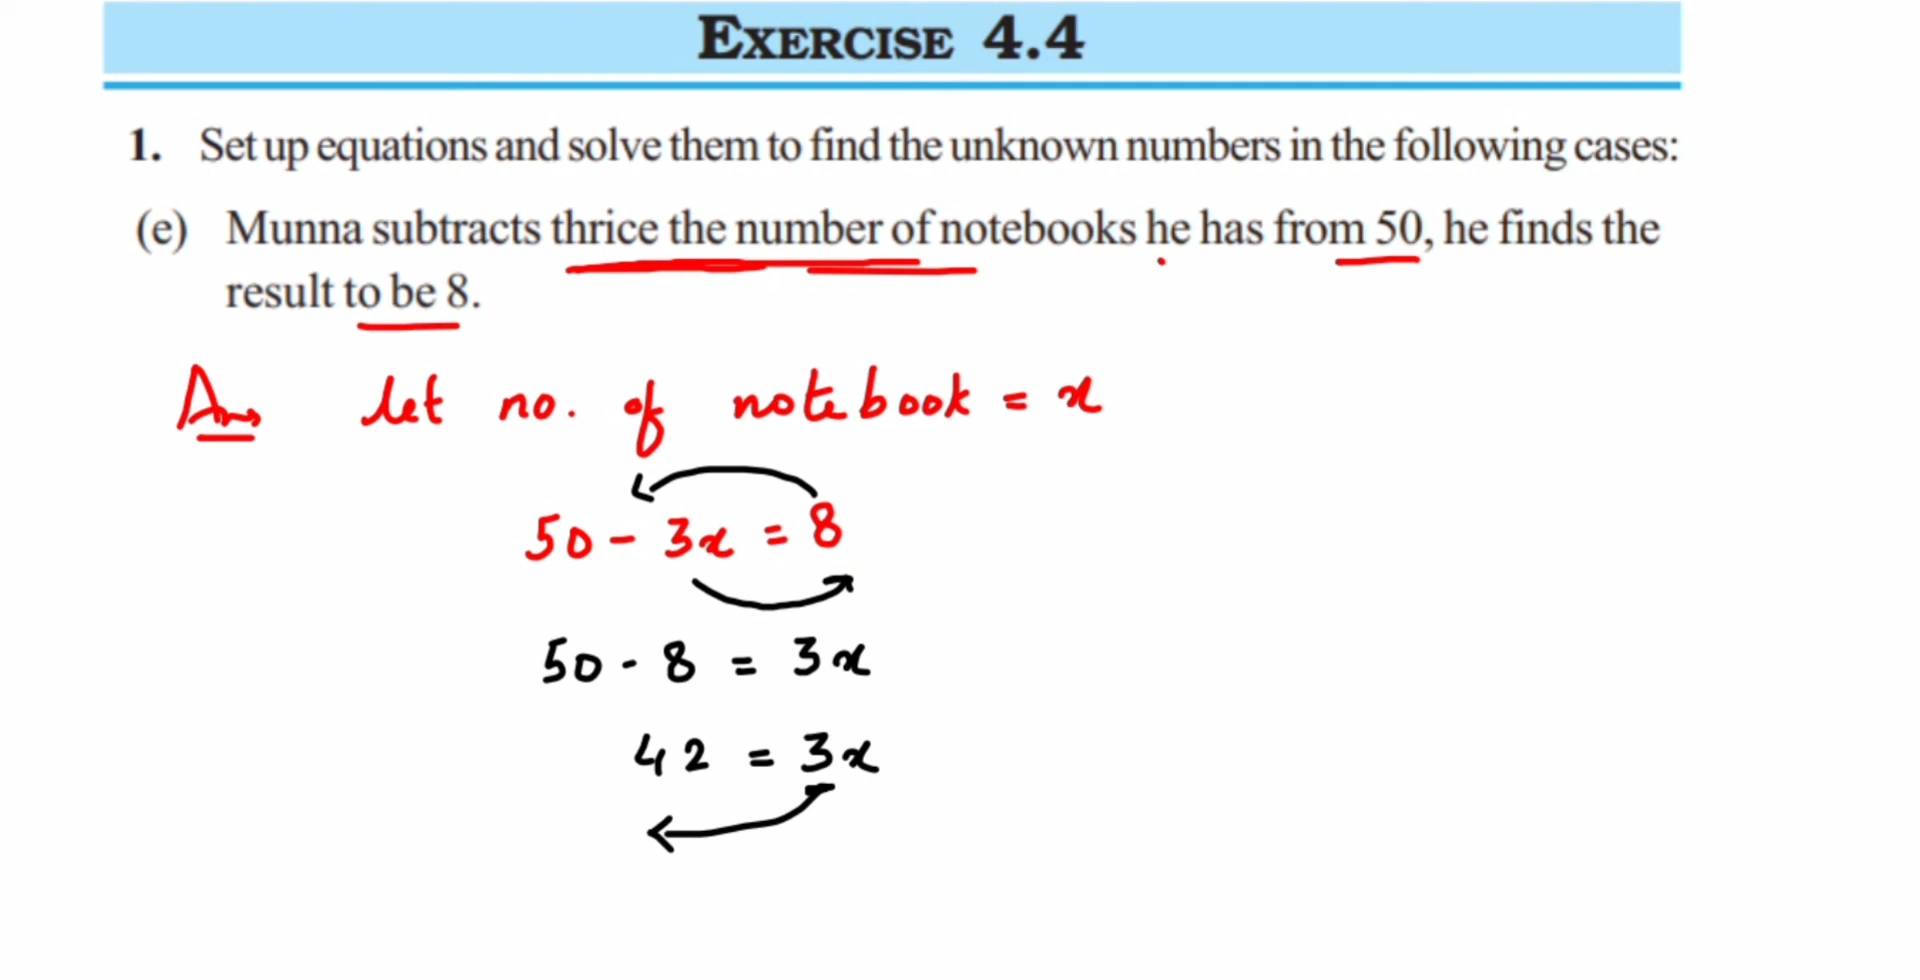 EXERCISE 4.4
1. Set up equations and solve them to find the unknown numbers in the following cases:
(e) Munna subtracts thrice the number of notebooks he has from 50, he finds the
result to be 8.
Ans let no. of notebook = x
50 - 3x = 8
50 - 8 = 3x
42 = 3x